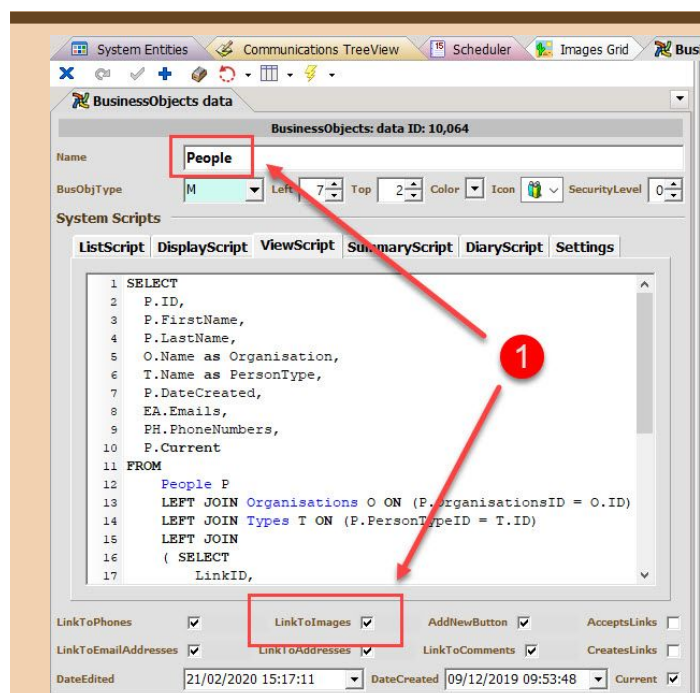 System Entities Communications TreeView 15 Scheduler Images Grid Bus
BusinessObjects data
BusinessObjects: data ID: 10,064
Name People
BusObjType M Left 7 Top 2 Color Icon SecurityLevel 0
System Scripts
ListScript DisplayScript ViewScript SummaryScript DiaryScript Settings
1 SELECT
2 P.ID,
3 P.FirstName,
4 P.LastName,
5 O.Name as Organisation,
6 T.Name as PersonType,
7 P.DateCreated,
8 EA.Emails,
9 PH.PhoneNumbers,
10 P.Current
11 FROM
12 People P
13 LEFT JOIN Organisations O ON (P.OrganisationsID = O.ID)
14 LEFT JOIN Types T ON (P.PersonTypeID = T.ID)
15 LEFT JOIN
16 ( SELECT
17 LinkID,
1
LinkToPhones LinkToImages AddNewButton AcceptsLinks
LinkToEmailAddresses LinkToAddresses LinkToComments CreatesLinks
DateEdited 21/02/2020 15:17:11 DateCreated 09/12/2019 09:53:48 Current